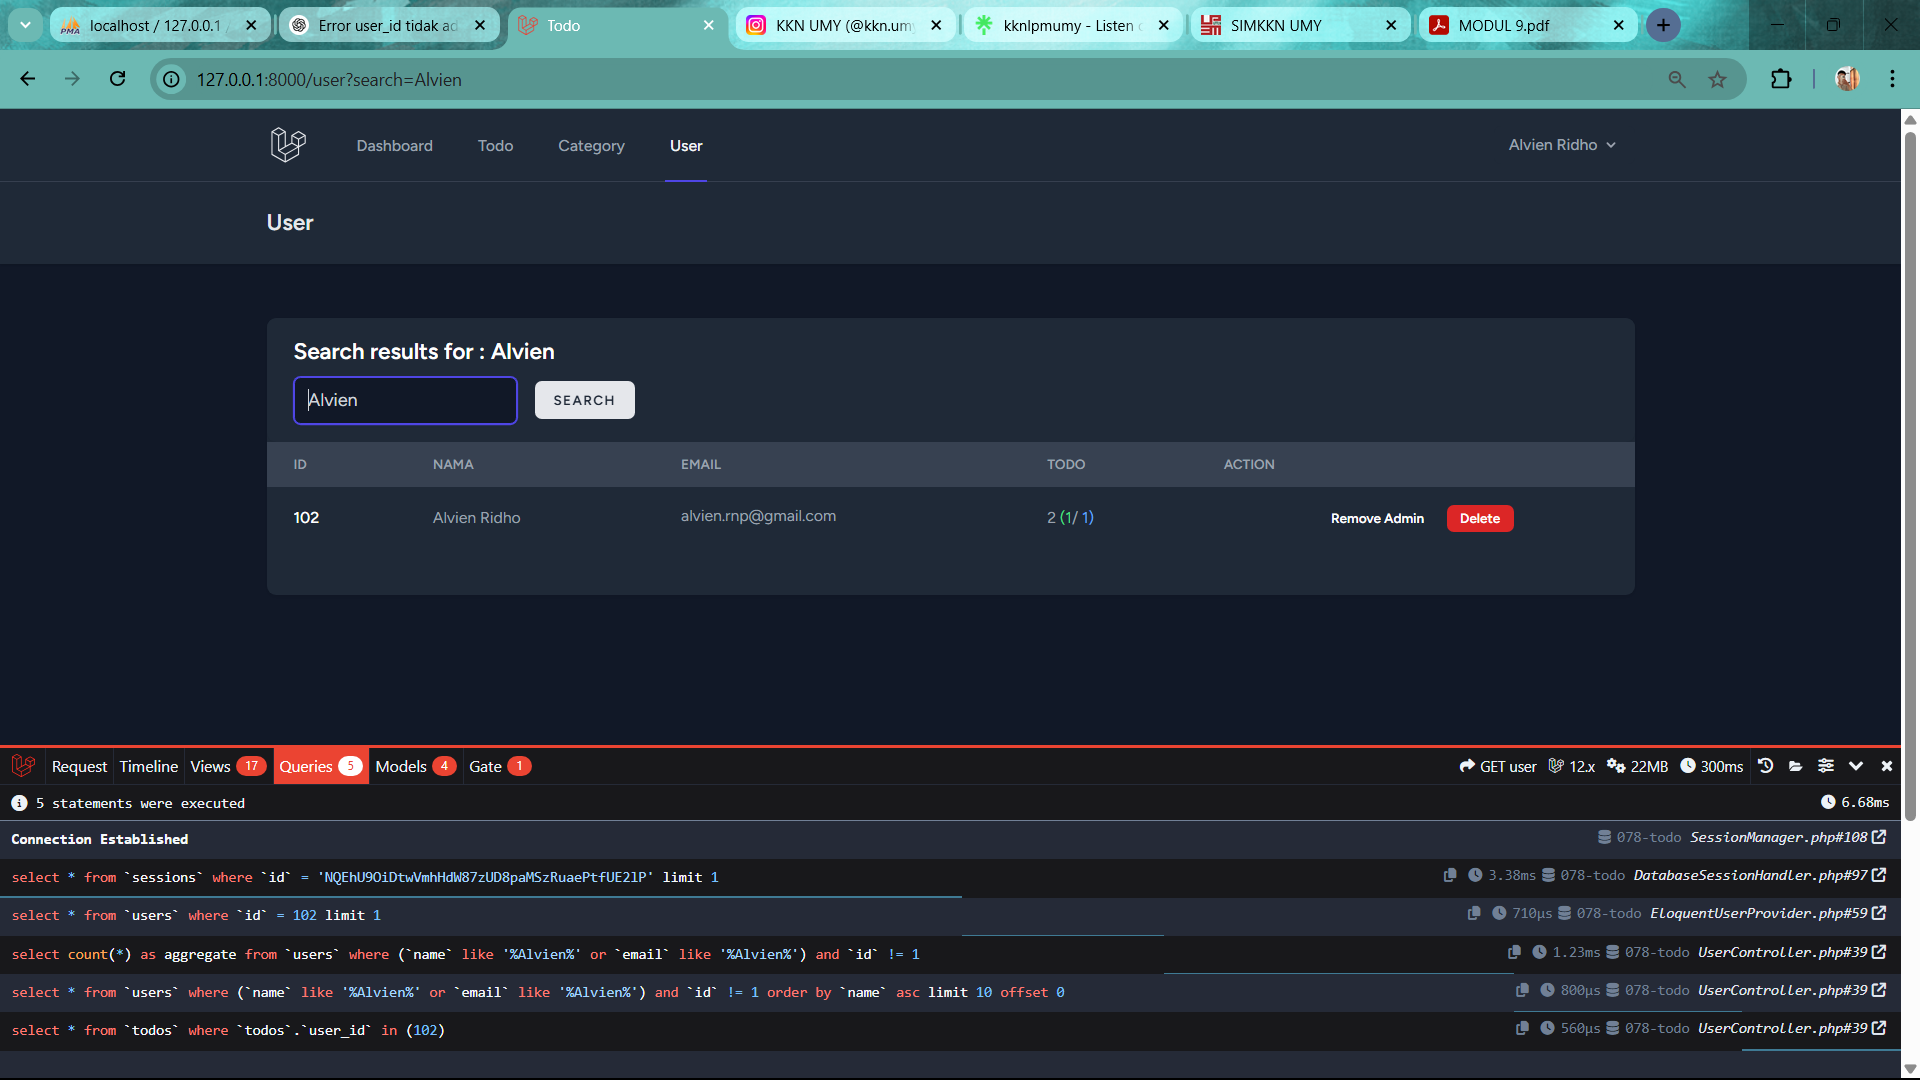 localhost / 127.0.0.1 /
Error user_id tidak ad
Todo
KKN UMY (@kkn.umy
kknlpmumy - Listen o
SIMKKN UMY
MODUL 9.pdf
127.0.0.1:8000/user?search=Alvien
Dashboard
Todo
Category
User
Alvien Ridho
User
Search results for : Alvien
Alvien
SEARCH
ID NAMA EMAIL TODO ACTION
102 Alvien Ridho alvien.rnp@gmail.com 2 (1/ 1) Remove Admin Delete
Request Timeline Views 17 Queries 5 Models 4 Gate 1 GET user 12.x 22MB 300ms
5 statements were executed 6.68ms
Connection Established 078-todo SessionManager.php#108
select * from `sessions` where `id` = 'NQEhU9OiDtwVmhHdW87zUD8paMSzRuaePtfUE2lP' limit 1 3.38ms 078-todo DatabaseSessionHandler.php#97
select * from `users` where `id` = 102 limit 1 710μs 078-todo EloquentUserProvider.php#59
select count(*) as aggregate from `users` where (`name` like '%Alvien%' or `email` like '%Alvien%') and `id` != 1 1.23ms 078-todo UserController.php#39
select * from `users` where (`name` like '%Alvien%' or `email` like '%Alvien%') and `id` != 1 order by `name` asc limit 10 offset 0 800μs 078-todo UserController.php#39
select * from `todos` where `todos`.`user_id` in (102) 560μs 078-todo UserController.php#39